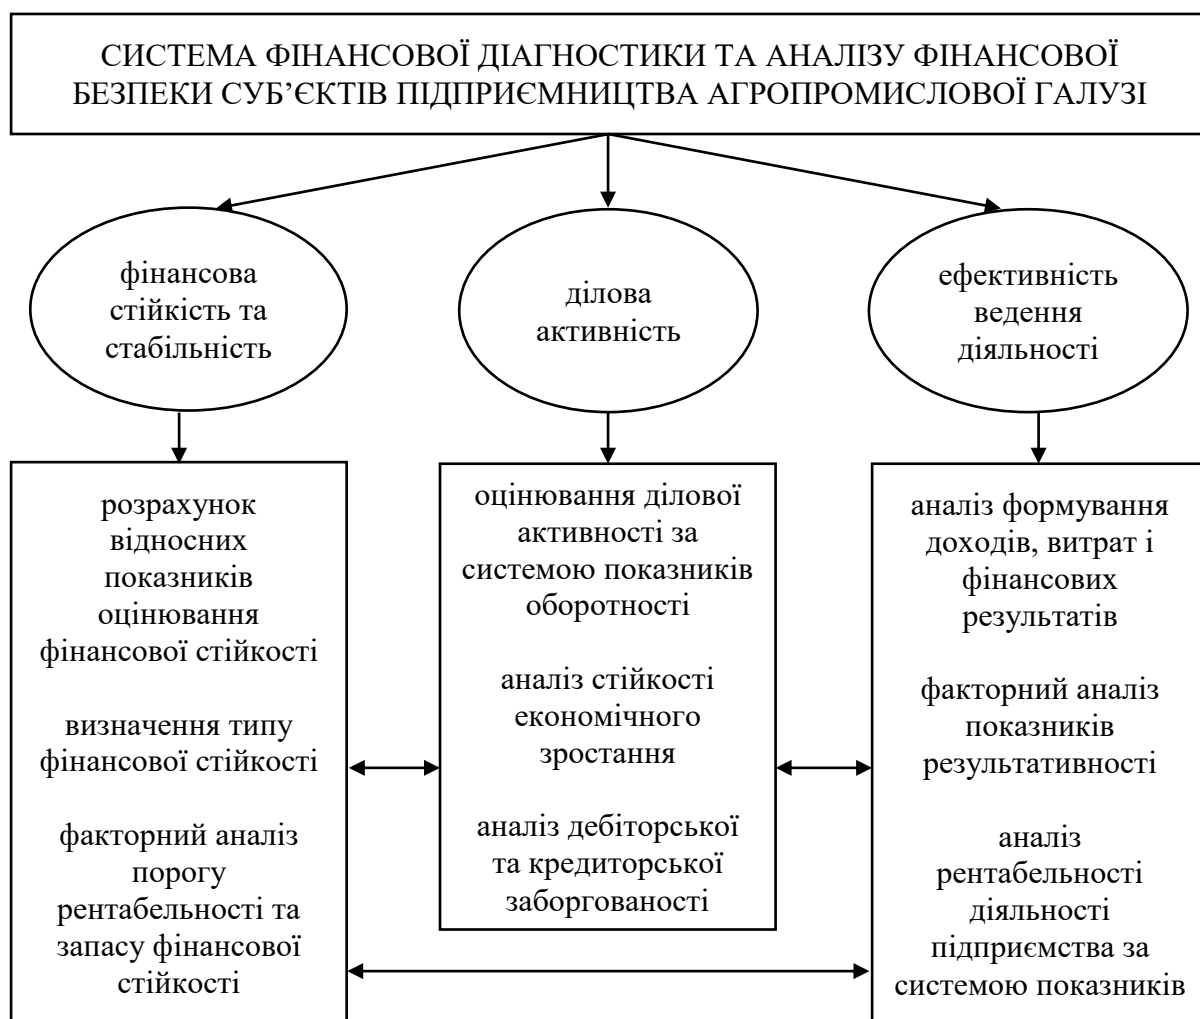 СИСТЕМА ФІНАНСОВОЇ ДІАГНОСТИКИ ТА АНАЛІЗУ ФІНАНСОВОЇ
БЕЗПЕКИ СУБ’ЄКТІВ ПІДПРИЄМНИЦТВА АГРОПРОМИСЛОВОЇ ГАЛУЗІ
фінансова
стійкість та
стабільність
ділова
активність
ефективність
ведення
діяльності
розрахунок
відносних
показників
оцінювання
фінансової стійкості
визначення типу
фінансової стійкості
факторний аналіз
порогу
рентабельності та
запасу фінансової
стійкості
оцінювання ділової
активності за
системою показників
оборотності
аналіз стійкості
економічного
зростання
аналіз дебіторської
та кредиторської
заборгованості
аналіз формування
доходів, витрат і
фінансових
результатів
факторний аналіз
показників
результативності
аналіз
рентабельності
діяльності
підприємства за
системою показників